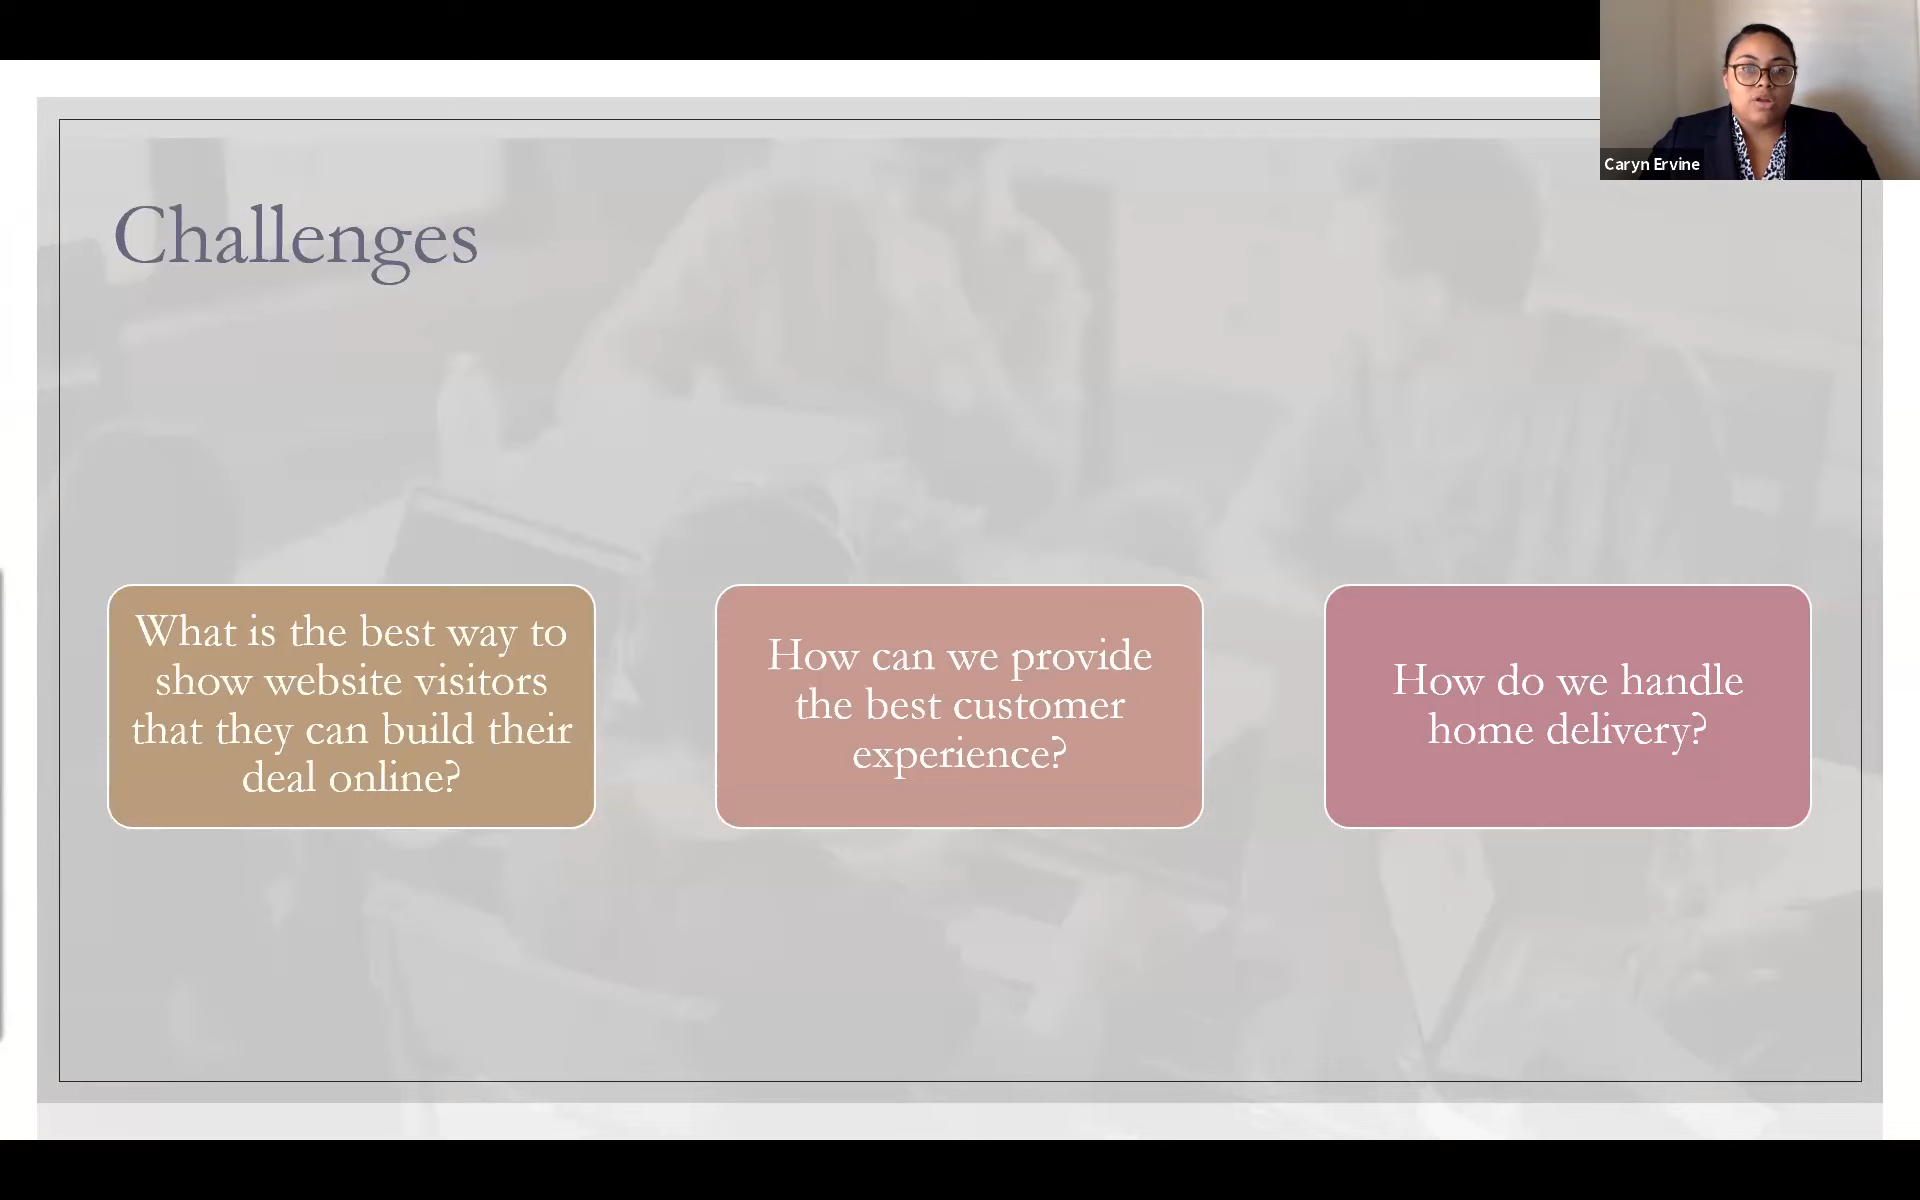 Caryn Ervine
Challenges
What is the best way to
show website visitors
that they can build their
deal online?
How can we provide
the best customer
experience?
How do we handle
home delivery?